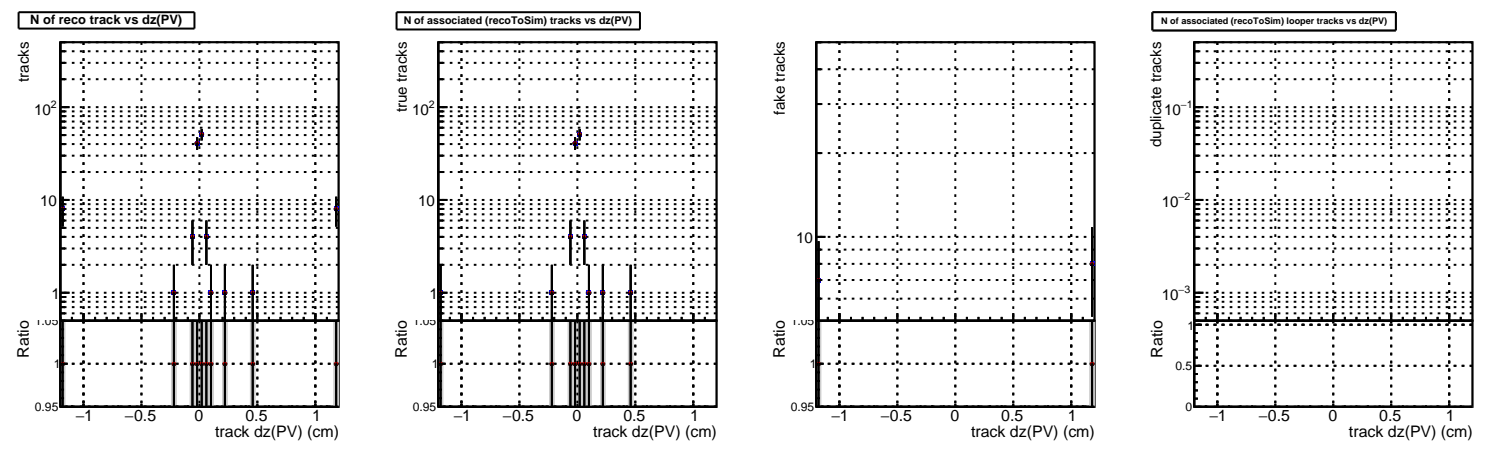 N of reco track vs dz(PV)
tracks
10²
10
1
Ratio
1.05
1
0.95
−1 −0.5 0 0.5 1
track dz(PV) (cm)
N of associated (recoToSim) tracks vs dz(PV)
true tracks
10²
10
1
Ratio
1.05
1
0.95
−1 −0.5 0 0.5 1
track dz(PV) (cm)
fake tracks
10
Ratio
1.05
1
0.95
−1 −0.5 0 0.5 1
track dz(PV) (cm)
N of associated (recoToSim) looper tracks vs dz(PV)
duplicate tracks
10⁻¹
10⁻²
10⁻³
Ratio
1
0.5
0
−1 −0.5 0 0.5 1
track dz(PV) (cm)